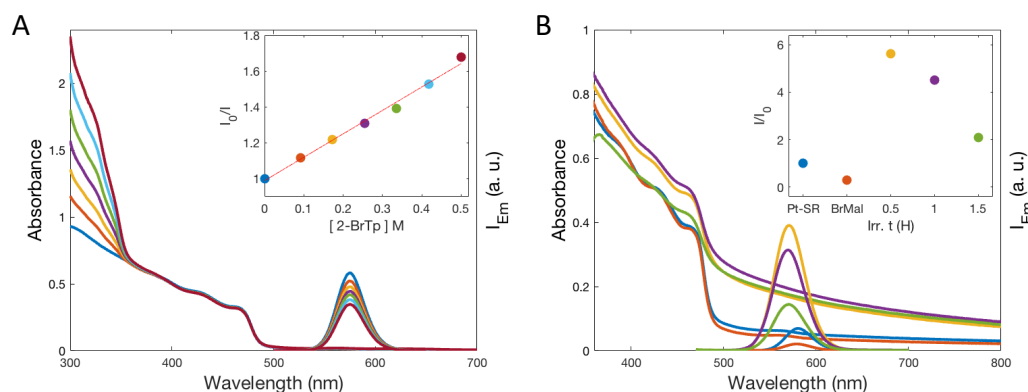 A
Absorbance
2
1.5
1
0.5
0
300
400
500
600
700
Wavelength (nm)
I_Em (a. u.)
I_0/I
1.8
1.6
1.4
1.2
1
0
0.1
0.2
0.3
0.4
0.5
[ 2-BrTp ] M
B
Absorbance
1
0.8
0.6
0.4
0.2
0
400
500
600
700
800
Wavelength (nm)
I_Em (a. u.)
I/I_0
6
4
2
0
Pt-SR
BrMal
0.5
1
1.5
Irr. t (H)